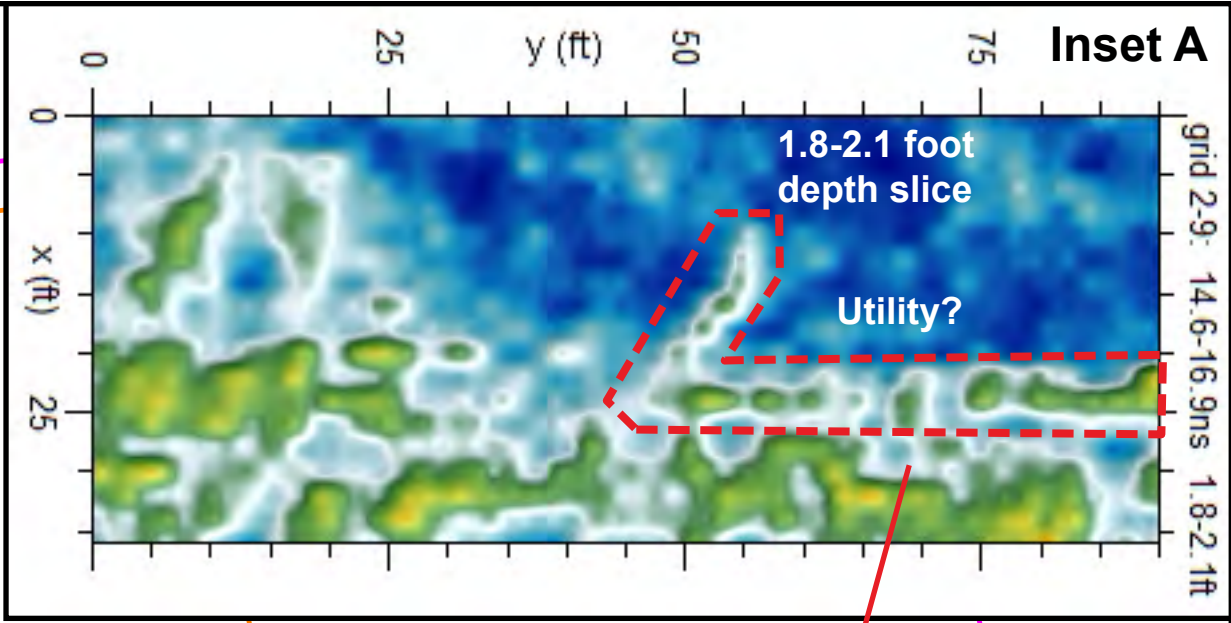 Inset A
0
25
y (ft)
50
75
0
x (ft)
25
1.8-2.1 foot
depth slice
Utility?
grid 2-9: 14.6-16.9ns 1.8-2.1ft